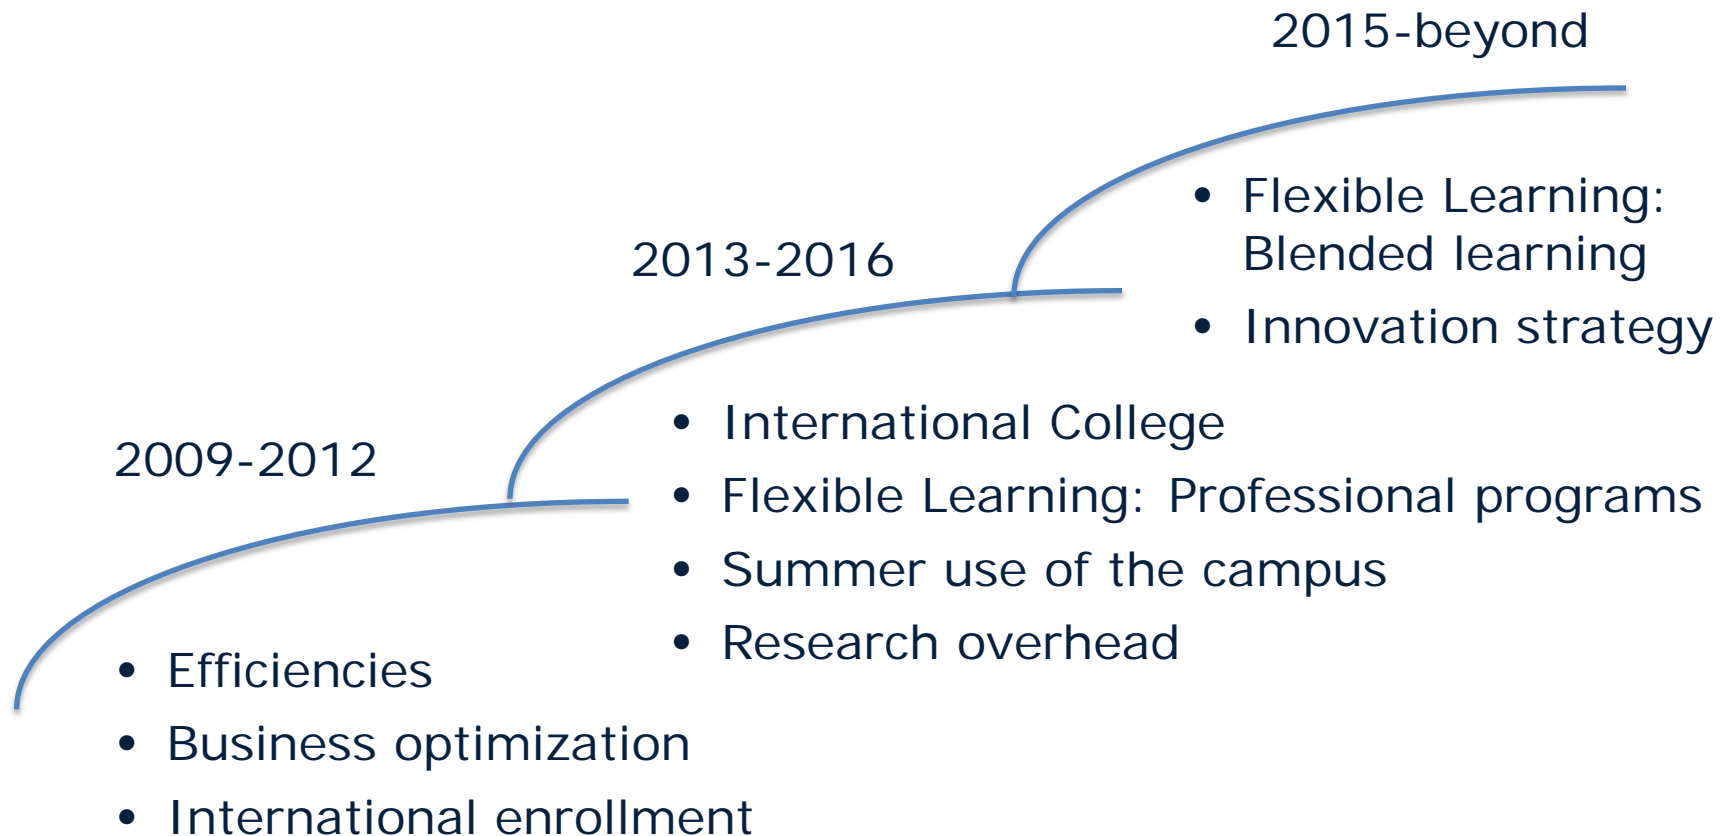 2015-beyond
• Flexible Learning:
Blended learning
• Innovation strategy
2013-2016
• International College
• Flexible Learning: Professional programs
• Summer use of the campus
• Research overhead
2009-2012
• Efficiencies
• Business optimization
• International enrollment